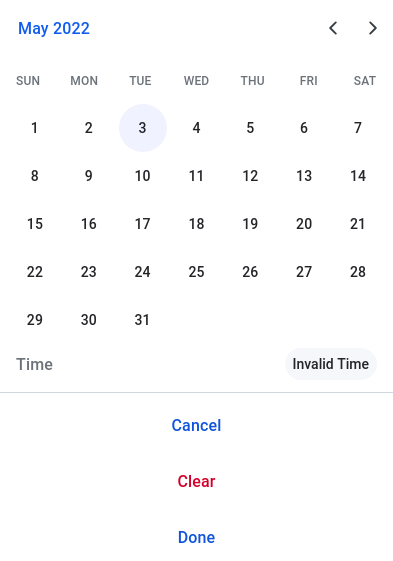 May 2022
SUN MON TUE WED THU FRI SAT
1 2 3 4 5 6 7
8 9 10 11 12 13 14
15 16 17 18 19 20 21
22 23 24 25 26 27 28
29 30 31
Time Invalid Time
Cancel
Clear
Done